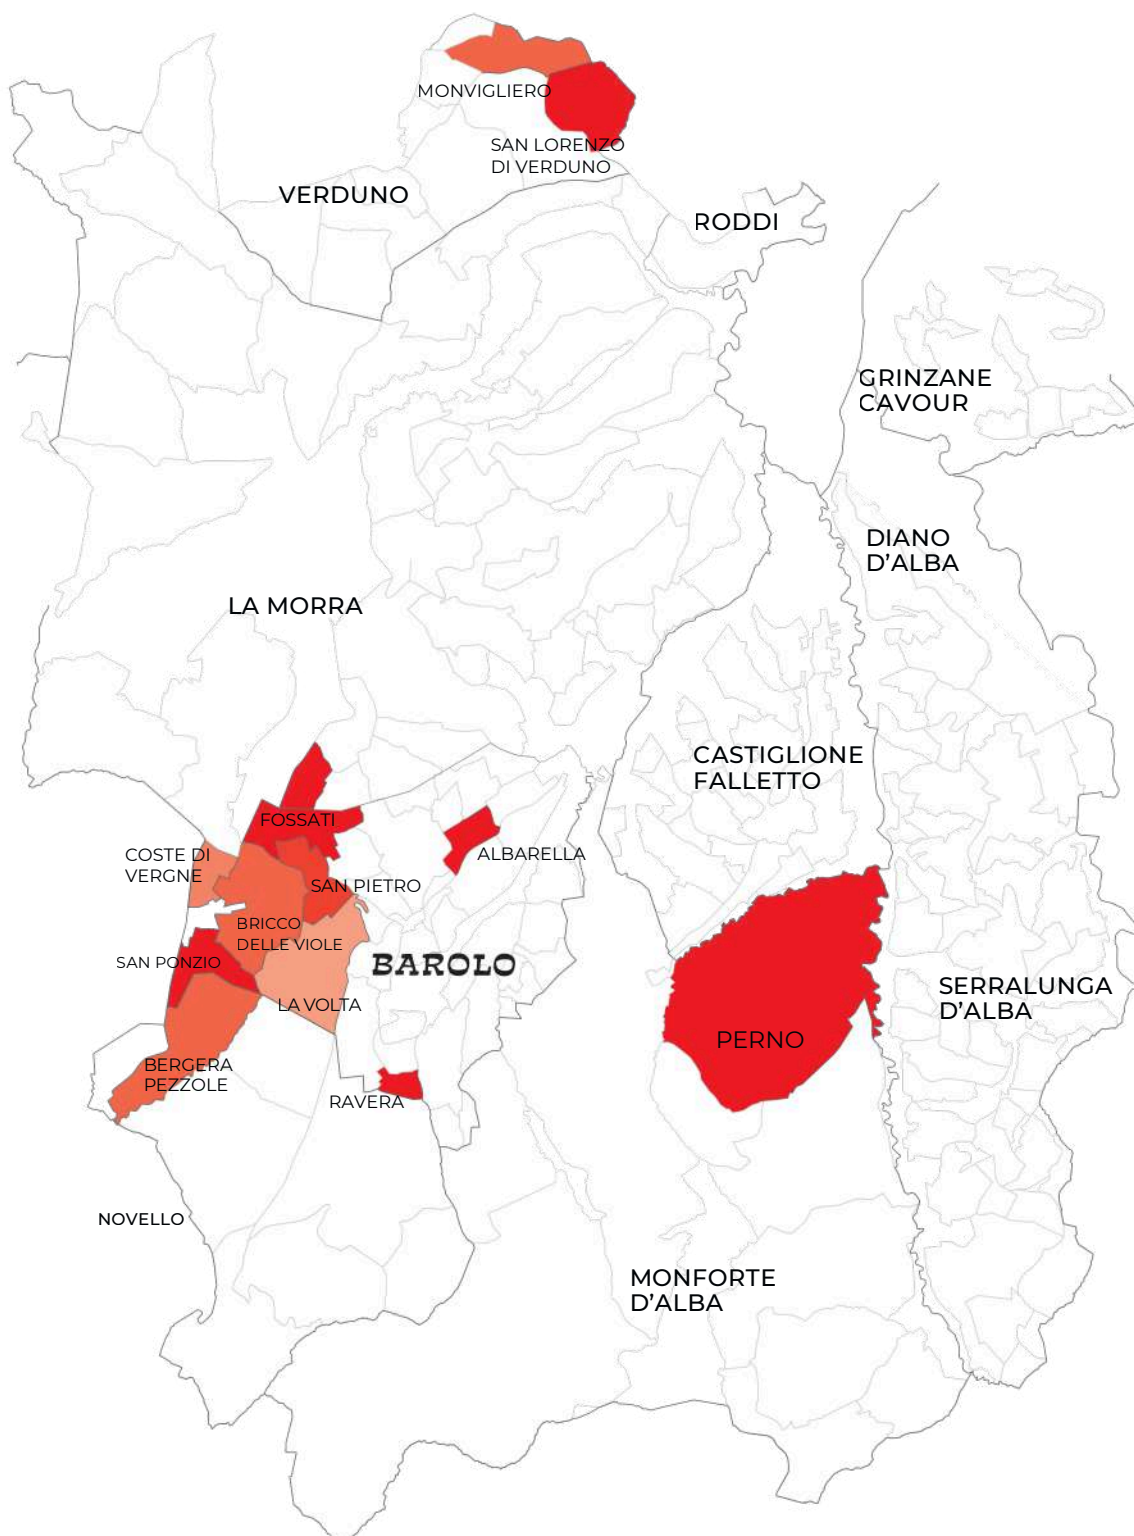 MONVIGLIERO
SAN LORENZO
DI VERDUNO
VERDUNO
RODDI
GRINZANE
CAVOUR
DIANO
D'ALBA
LA MORRA
CASTIGLIONE
FALLETTO
FOSSATI
ALBARELLA
COSTE DI
VERGNE
SAN PIETRO
BRICCO
DELLE VIOLE
SAN PONZIO
BAROLO
LA VOLTA
SERRALUNGA
D'ALBA
PERNO
BERGERA
PEZZOLE
RAVERA
NOVELLO
MONFORTE
D'ALBA